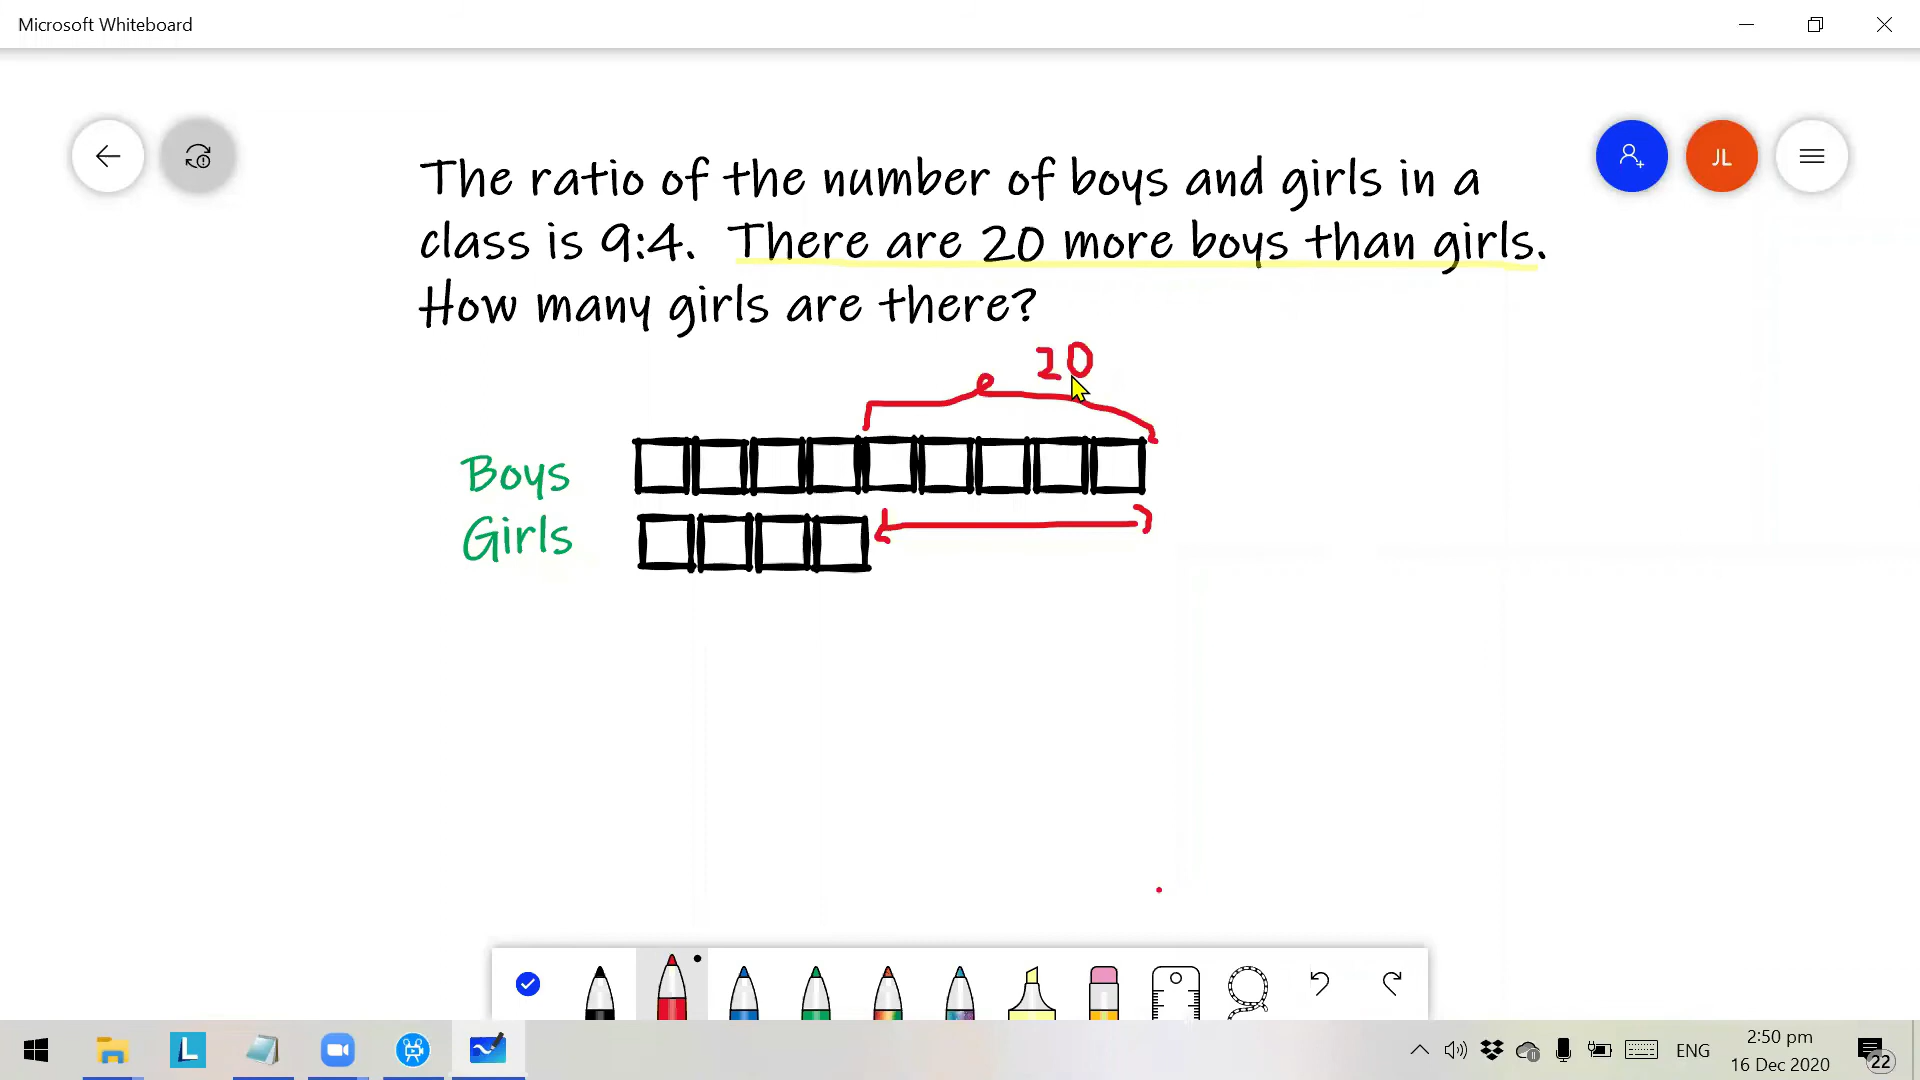 Microsoft Whiteboard
JL
The ratio of the number of boys and girls in a
class is 9:4. There are 20 more boys than girls.
How many girls are there?
20
Boys
Girls
L
ENG
2:50 pm
16 Dec 2020
22